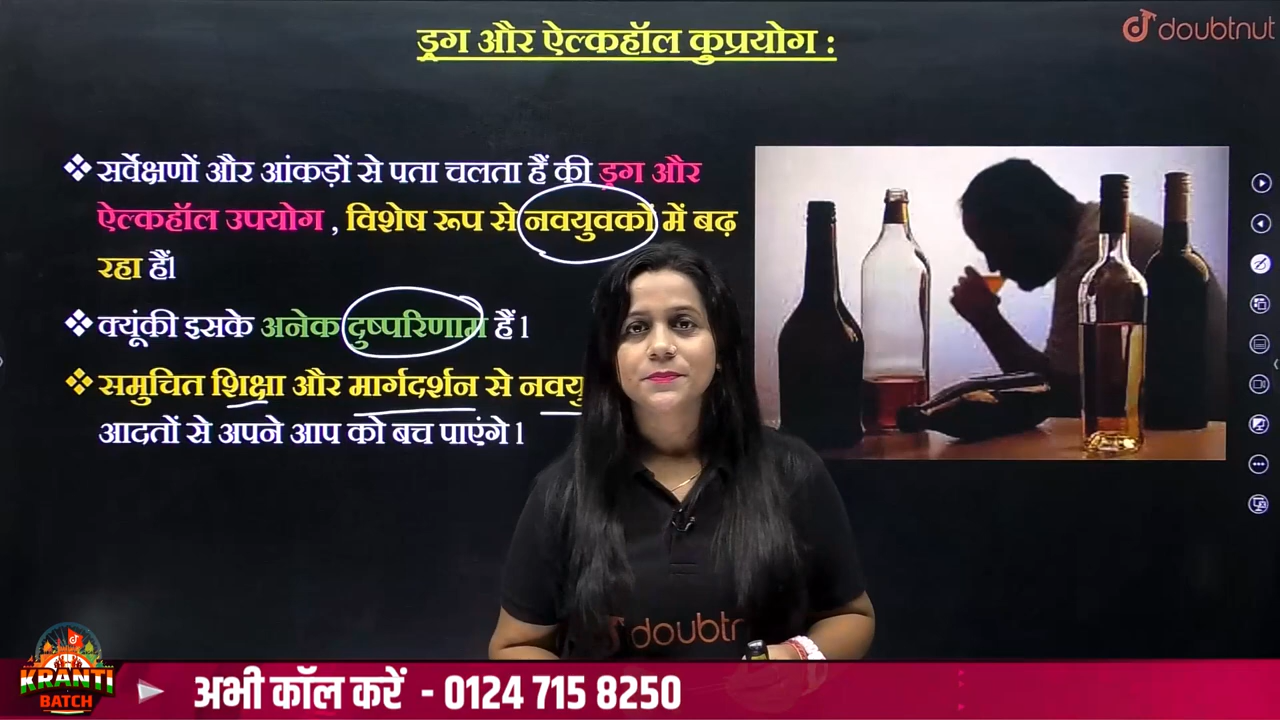 ड्रग और ऐल्कहॉल कुप्रयोग :
doubtnut
❖ सर्वेक्षणों और आंकड़ों से पता चलता हैं की ड्रग और
ऐल्कहॉल उपयोग , विशेष रूप से नवयुवकों में बढ़
रहा हैं।
❖ क्यूंकी इसके अनेक दुष्परिणाम हैं l
❖ समुचित शिक्षा और मार्गदर्शन से नवयु
आदतों से अपने आप को बच पाएंगे l
doubtn
KRANTI
BATCH
अभी कॉल करें - 0124 715 8250